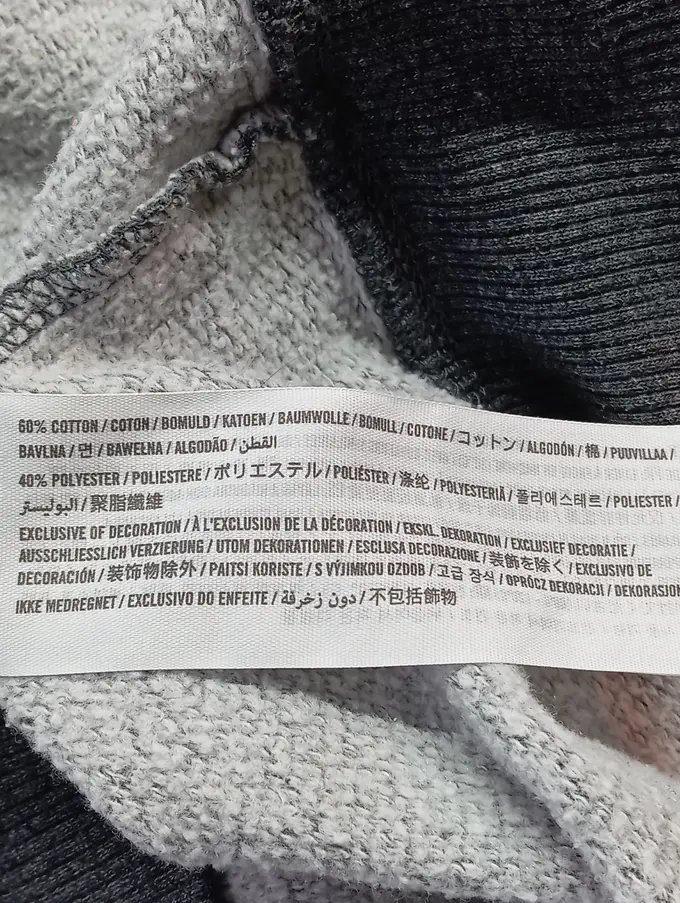 60% COTTON / COTON / BOMULD / KATOEN / BAUMWOLLE / BOMULL / COTONE / コットン / ALGODÓN / 棉 / PUUVILLAA /
BAVLNA / 면 / BAWEŁNA / ALGODÃO / القطن
40% POLYESTER / POLIESTERE / ポリエステル / POLIÉSTER / 涤纶 / POLYESTERIÄ / 폴리에스테르 / POLIESTER /
البوليستر / 聚脂纖維
EXCLUSIVE OF DECORATION / À L'EXCLUSION DE LA DÉCORATION / EKSKL. DEKORATION / EXCLUSIEF DECORATIE /
AUSSCHLIESSLICH VERZIERUNG / UTOM DEKORATIONEN / ESCLUSA DECORAZIONE / 装飾を除く / EXCLUSIVO DE
DECORACIÓN / 装饰物除外 / PAITSI KORISTE / S VÝJIMKOU OZDOB / 고급 장식 / OPRÓCZ DEKORACJI / DEKORASJON
IKKE MEDREGNET / EXCLUSIVO DO ENFEITE / دون زخرفة / 不包括飾物